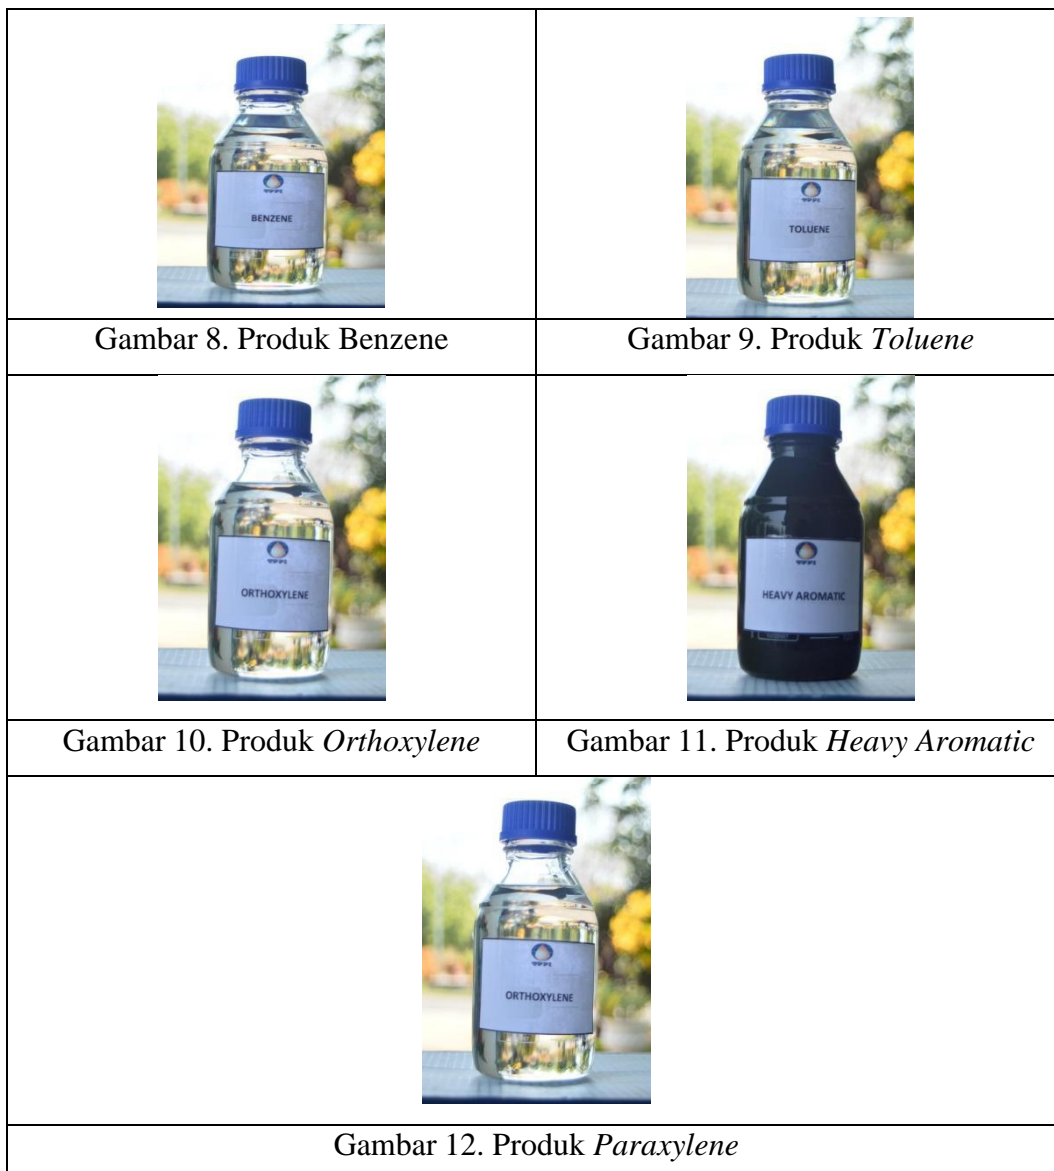 BENZENE
TOLUENE
Gambar 8. Produk Benzene
Gambar 9. Produk Toluene
ORTHOXYLENE
HEAVY AROMATIC
Gambar 10. Produk Orthoxylene
Gambar 11. Produk Heavy Aromatic
ORTHOXYLENE
Gambar 12. Produk Paraxylene